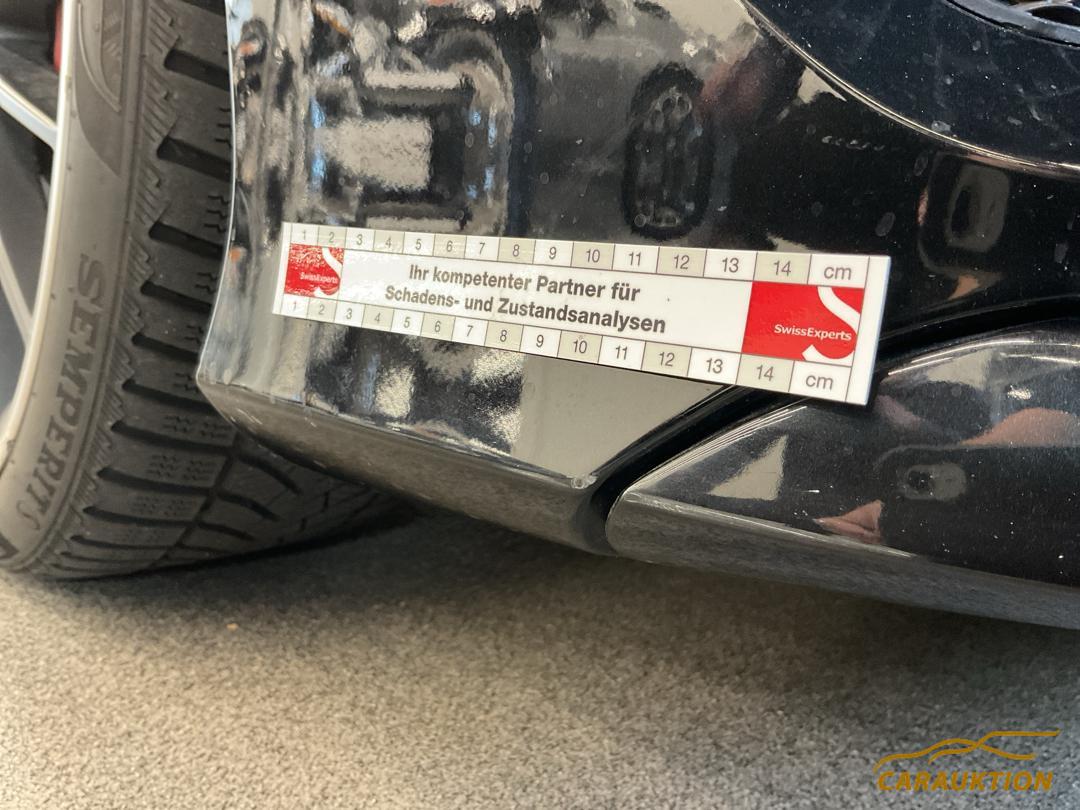 1 2 3 4 5 6 7 8 9 10 11 12 13 14 cm
SwissExperts
Ihr kompetenter Partner für
Schadens- und Zustandsanalysen
SwissExperts
1 2 3 4 5 6 7 8 9 10 11 12 13 14 cm
SEMPERIT
CARAUKTION